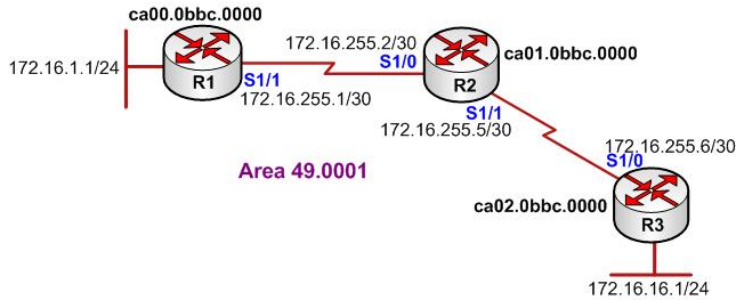 ca00.0bbc.0000
172.16.1.1/24
R1
S1/1
172.16.255.1/30
172.16.255.2/30
S1/0
R2
ca01.0bbc.0000
S1/1
172.16.255.5/30
172.16.255.6/30
S1/0
Area 49.0001
ca02.0bbc.0000
R3
172.16.16.1/24